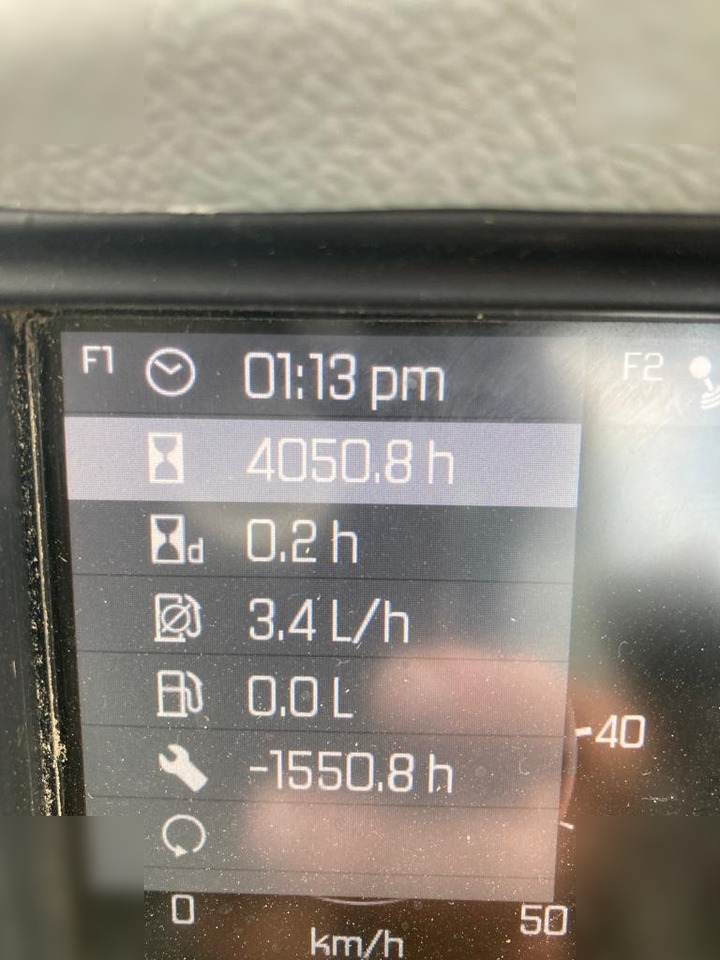 F1 01:13 pm F2
4050.8 h
d 0.2 h
3.4 L/h
0.0 L
40
-1550.8 h
0 50
km/h